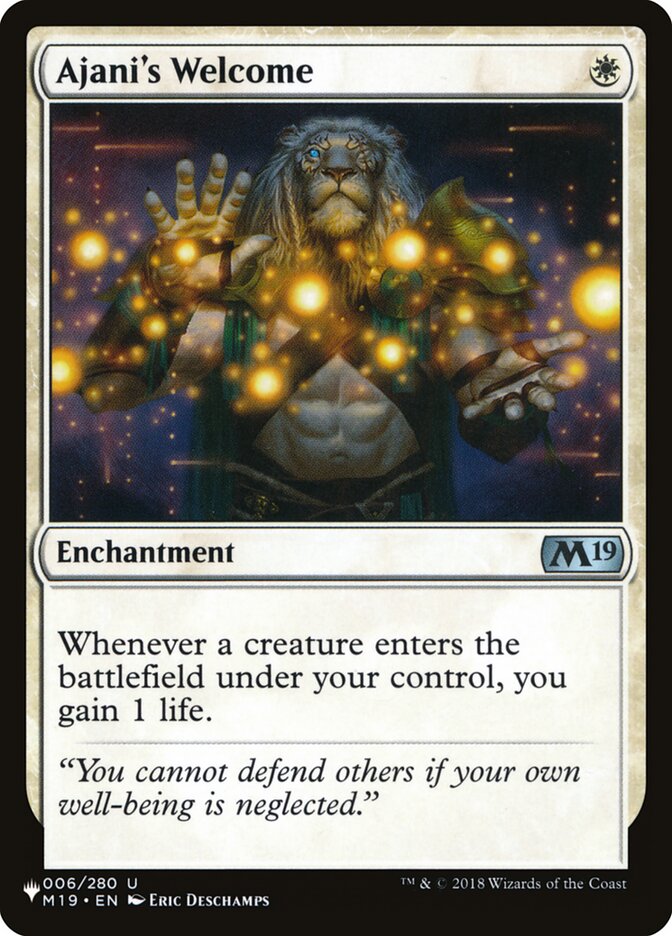 Ajani's Welcome
Enchantment
M19
Whenever a creature enters the
battlefield under your control, you
gain 1 life.
“You cannot defend others if your own
well-being is neglected.”
006/280 U
M19 • EN Eric Deschamps
™ & © 2018 Wizards of the Coast